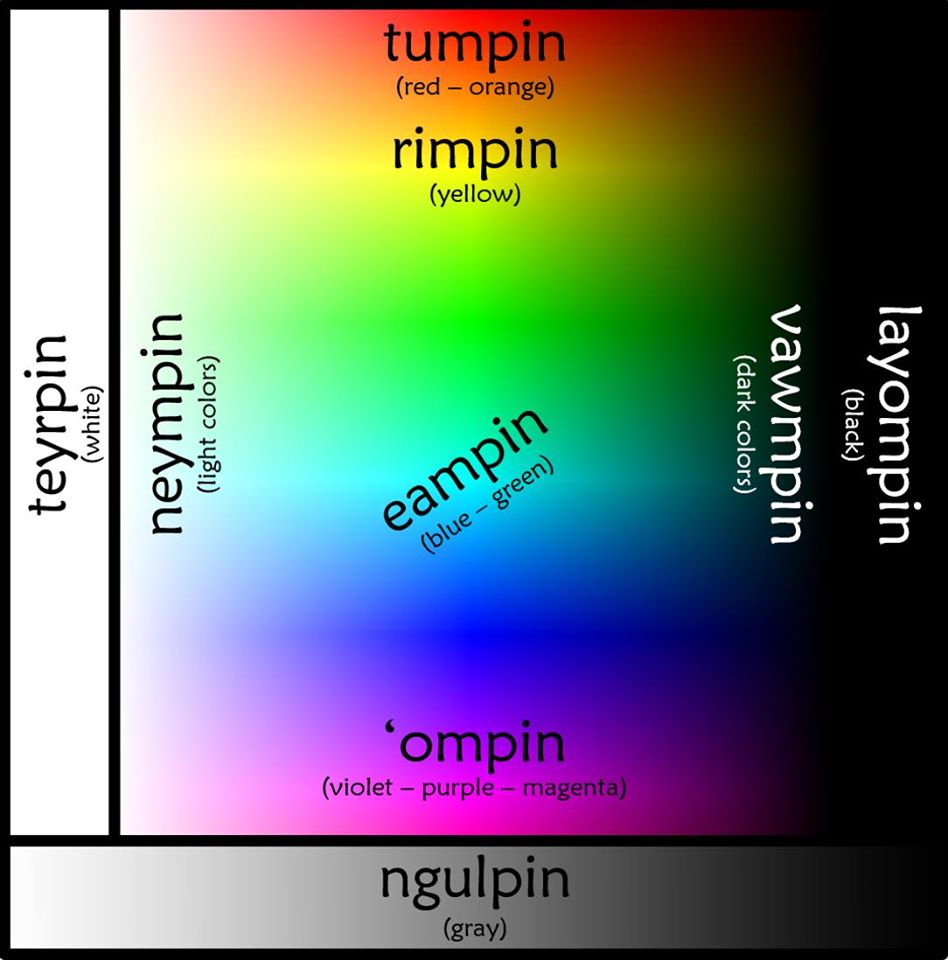 tumpin
(red – orange)
rimpin
(yellow)
teyrpin
(white)
neympin
(light colors)
eampin
(blue – green)
vawmpin
(dark colors)
layompin
(black)
‘ompin
(violet – purple – magenta)
ngulpin
(gray)